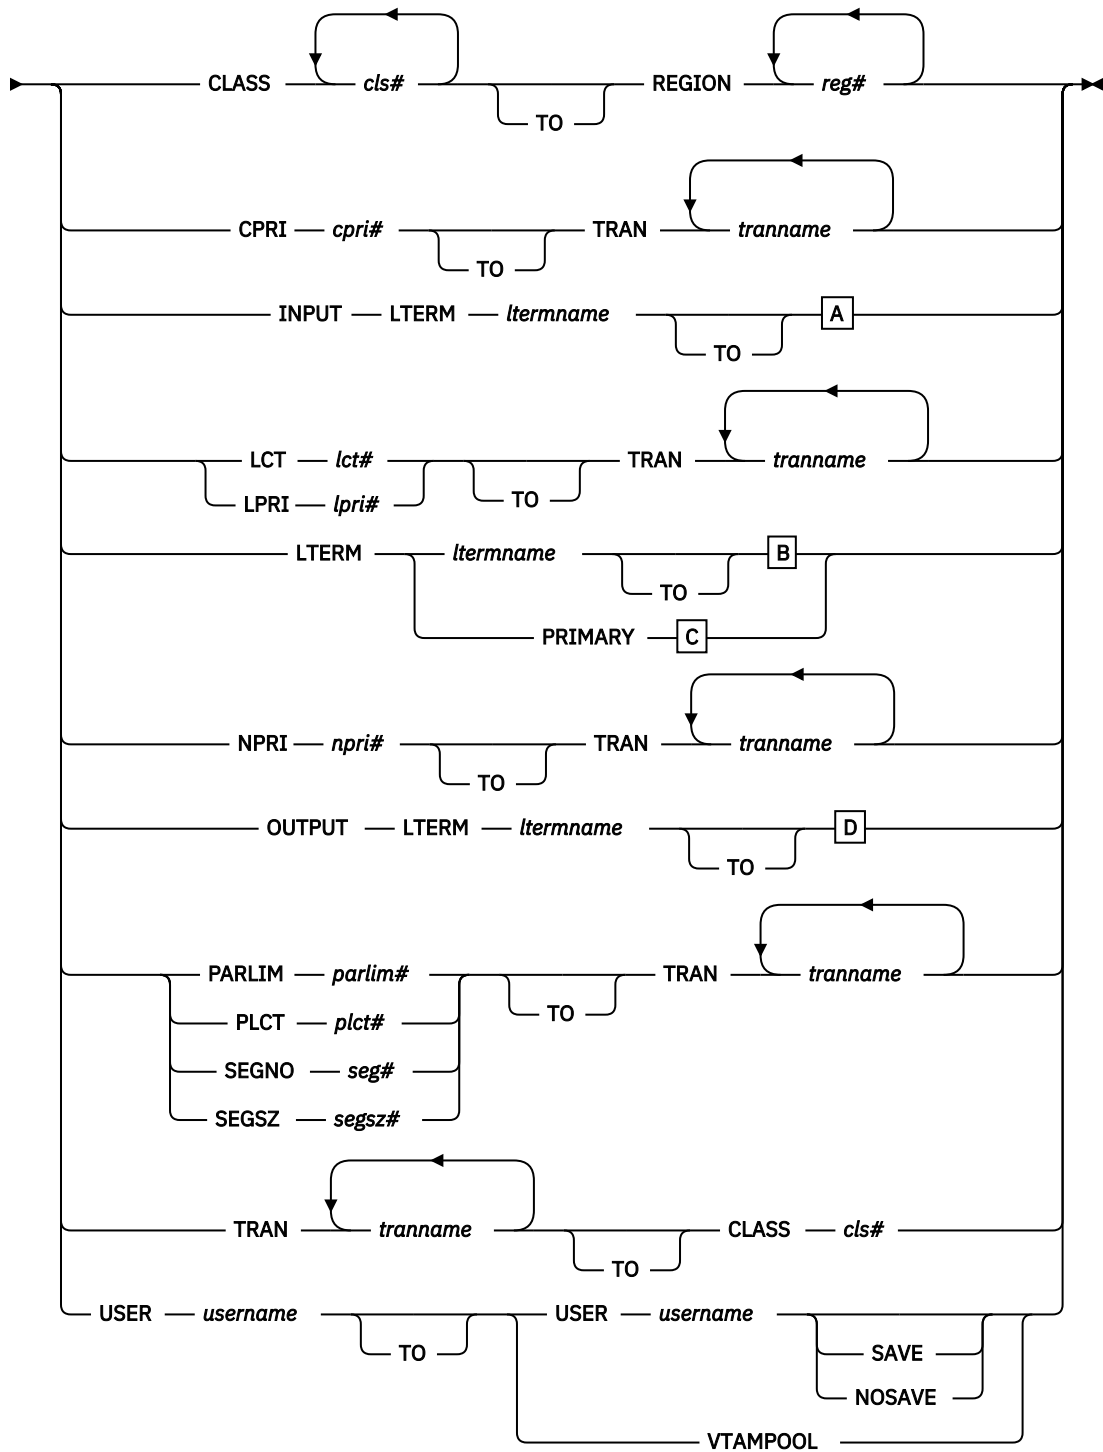 CLASS cls# REGION reg#
TO
CPRI cpri# TRAN tranname
TO
INPUT LTERM ltermname A
TO
LCT lct# TRAN tranname
LPRI lpri# TO
LTERM ltermname B
TO
PRIMARY C
NPRI npri# TRAN tranname
TO
OUTPUT LTERM ltermname D
TO
PARLIM parlim# TRAN tranname
TO
PLCT plct#
SEGNO seg#
SEGSZ segsz#
TRAN tranname CLASS cls#
TO
USER username USER username
TO SAVE
NOSAVE
VTAMPOOL